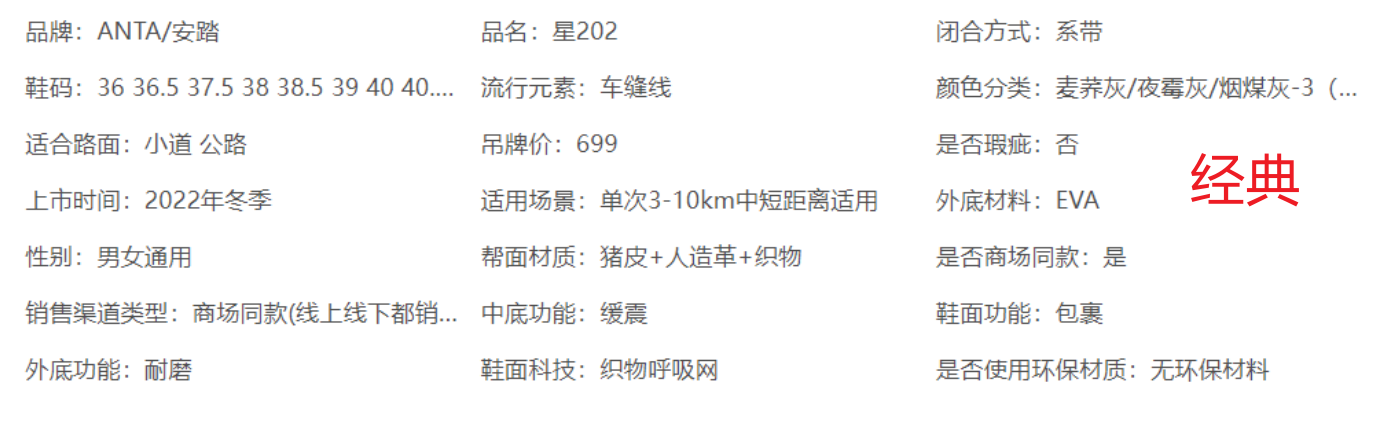 品牌：ANTA/安踏
品名：星202
闭合方式：系带
鞋码：36 36.5 37.5 38 38.5 39 40 40....
流行元素：车缝线
颜色分类：麦荞灰/夜霉灰/烟煤灰-3（...
适合路面：小道 公路
吊牌价：699
是否瑕疵：否
经典
上市时间：2022年冬季
适用场景：单次3-10km中短距离适用
外底材料：EVA
性别：男女通用
帮面材质：猪皮+人造革+织物
是否商场同款：是
销售渠道类型：商场同款(线上线下都销...
中底功能：缓震
鞋面功能：包裹
外底功能：耐磨
鞋面科技：织物呼吸网
是否使用环保材质：无环保材料